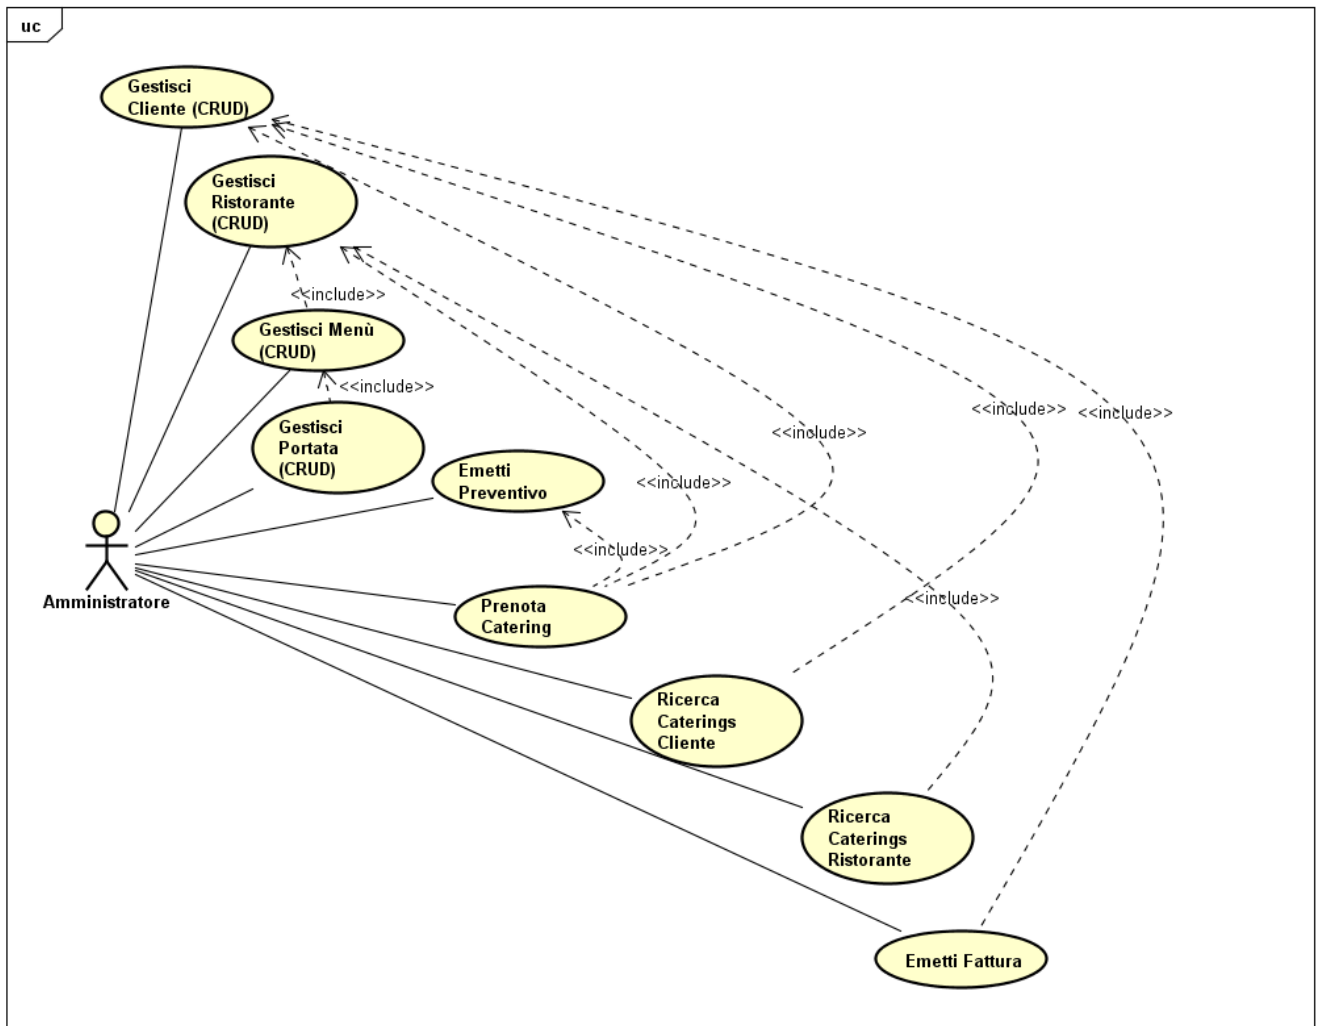 uc
Gestisci
Cliente (CRUD)
Gestisci
Ristorante
(CRUD)
<<include>>
Gestisci Menù
(CRUD)
<<include>>
Gestisci
Portata
(CRUD)
<<include>>
<<include>>
<<include>>
Emetti
Preventivo
<<include>>
<<include>>
Amministratore
Prenota
Catering
<<include>>
Ricerca
Caterings
Cliente
Ricerca
Caterings
Ristorante
Emetti Fattura